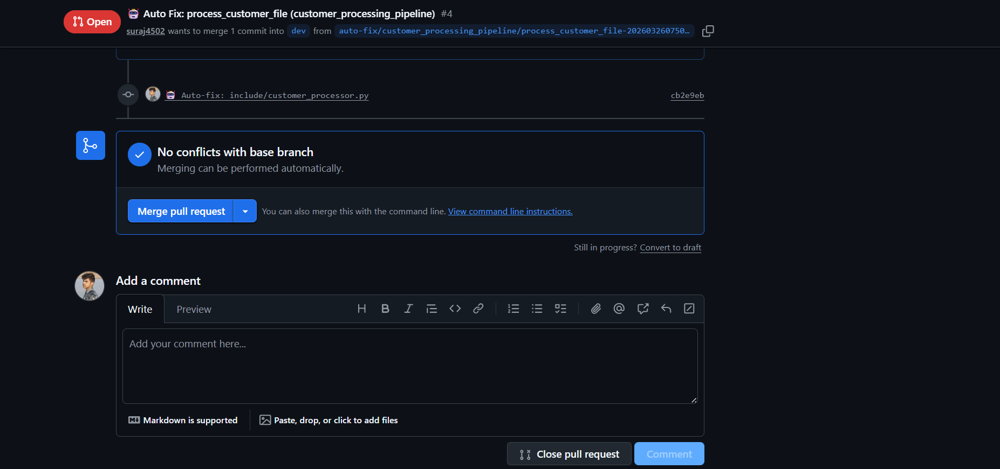 Open
Auto Fix: process_customer_file (customer_processing_pipeline) #4
suraj4502 wants to merge 1 commit into dev from auto-fix/customer_processing_pipeline/process_customer_file-202603260750…
Auto-fix: include/customer_processor.py cb2e9eb
No conflicts with base branch
Merging can be performed automatically.
Merge pull request You can also merge this with the command line. View command line instructions.
Still in progress? Convert to draft
Add a comment
Write Preview
Add your comment here...
Markdown is supported Paste, drop, or click to add files
Close pull request Comment